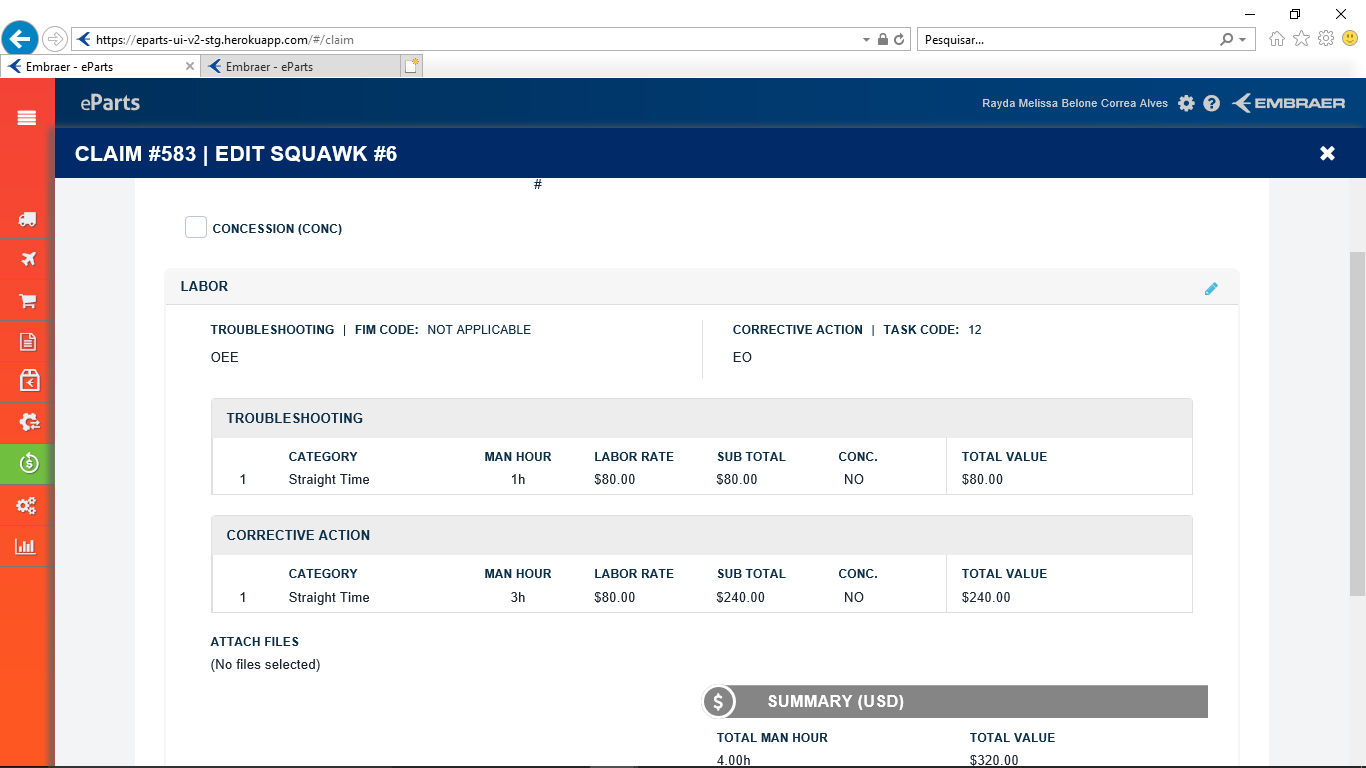 https://eparts-ui-v2-stg.herokuapp.com/#/claim
Pesquisar...
Embraer - eParts
Embraer - eParts
eParts
Rayda Melissa Belone Correa Alves
EMBRAER
CLAIM #583 | EDIT SQUAWK #6
#
CONCESSION (CONC)
LABOR
TROUBLESHOOTING | FIM CODE: NOT APPLICABLE
OEE
CORRECTIVE ACTION | TASK CODE: 12
EO
TROUBLESHOOTING
CATEGORY MAN HOUR LABOR RATE SUB TOTAL CONC. TOTAL VALUE
1 Straight Time 1h $80.00 $80.00 NO $80.00
CORRECTIVE ACTION
CATEGORY MAN HOUR LABOR RATE SUB TOTAL CONC. TOTAL VALUE
1 Straight Time 3h $80.00 $240.00 NO $240.00
ATTACH FILES
(No files selected)
$ SUMMARY (USD)
TOTAL MAN HOUR TOTAL VALUE
4.00h $320.00